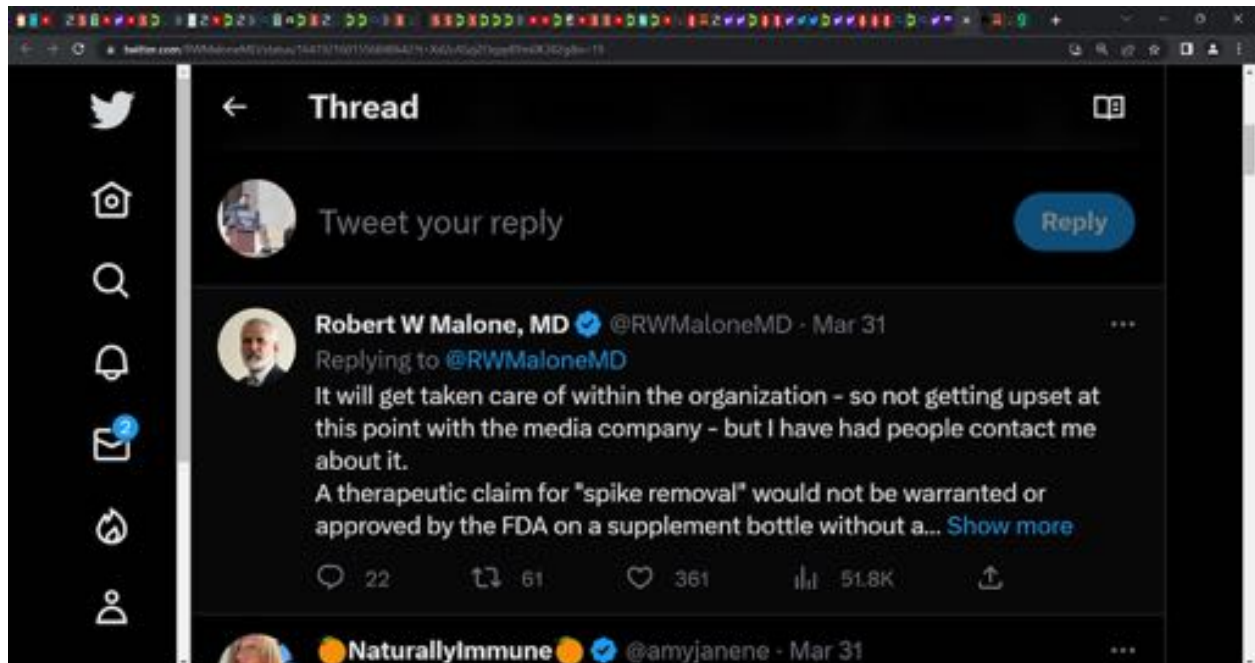 Thread
Tweet your reply
Reply
Robert W Malone, MD @RWMaloneMD · Mar 31
Replying to @RWMaloneMD
It will get taken care of within the organization - so not getting upset at
this point with the media company - but I have had people contact me
about it.
A therapeutic claim for "spike removal" would not be warranted or
approved by the FDA on a supplement bottle without a... Show more
22 61 361 51.8K
2
NaturallyImmune @amyjanene · Mar 31